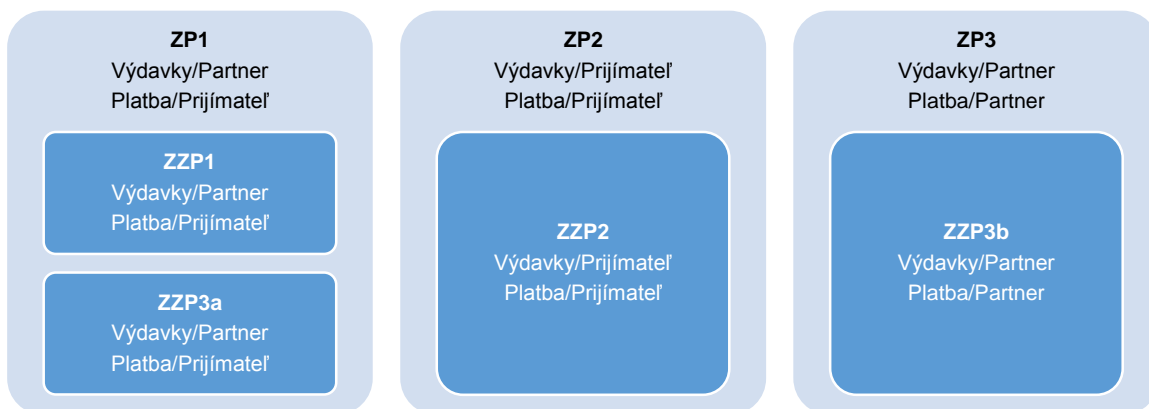 ZP1
Výdavky/Partner
Platba/Prijímateľ
ZZP1
Výdavky/Partner
Platba/Prijímateľ
ZZP3a
Výdavky/Partner
Platba/Prijímateľ
ZP2
Výdavky/Prijímateľ
Platba/Prijímateľ
ZZP2
Výdavky/Prijímateľ
Platba/Prijímateľ
ZP3
Výdavky/Partner
Platba/Partner
ZZP3b
Výdavky/Partner
Platba/Partner